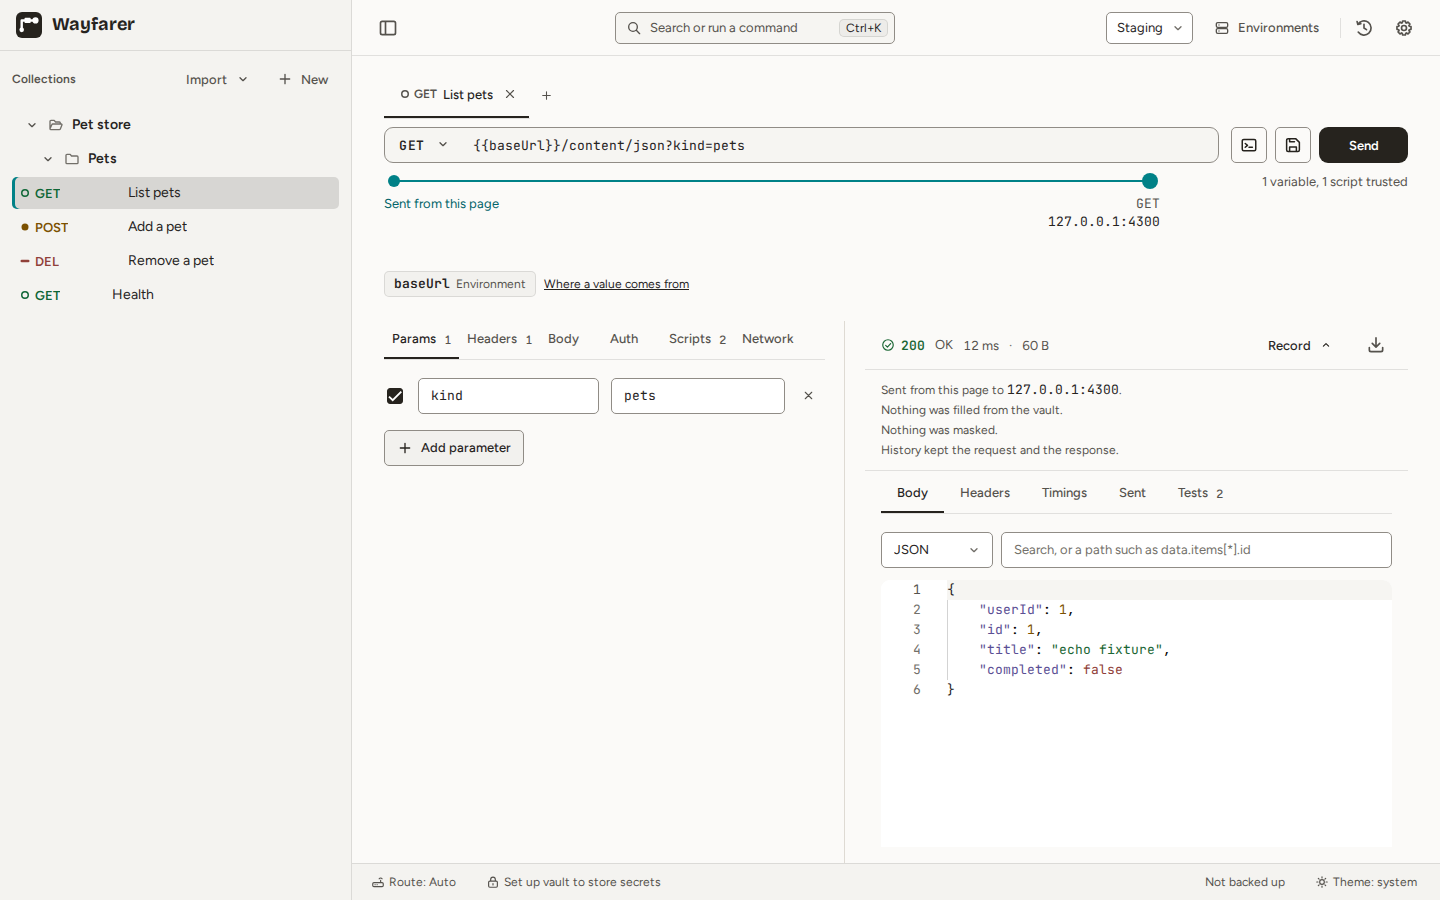 Wayfarer
Search or run a command Ctrl+K
Staging
Environments
Collections Import New
Pet store
Pets
GET List pets
POST Add a pet
DEL Remove a pet
GET Health
GET List pets
GET {{baseUrl}}/content/json?kind=pets
Send
Sent from this page
GET
127.0.0.1:4300
1 variable, 1 script trusted
baseUrl Environment Where a value comes from
Params 1 Headers 1 Body Auth Scripts 2 Network
kind pets
Add parameter
200 OK 12 ms · 60 B Record
Sent from this page to 127.0.0.1:4300.
Nothing was filled from the vault.
Nothing was masked.
History kept the request and the response.
Body Headers Timings Sent Tests 2
JSON Search, or a path such as data.items[*].id
1 {
2 "userId": 1,
3 "id": 1,
4 "title": "echo fixture",
5 "completed": false
6 }
Route: Auto Set up vault to store secrets Not backed up Theme: system